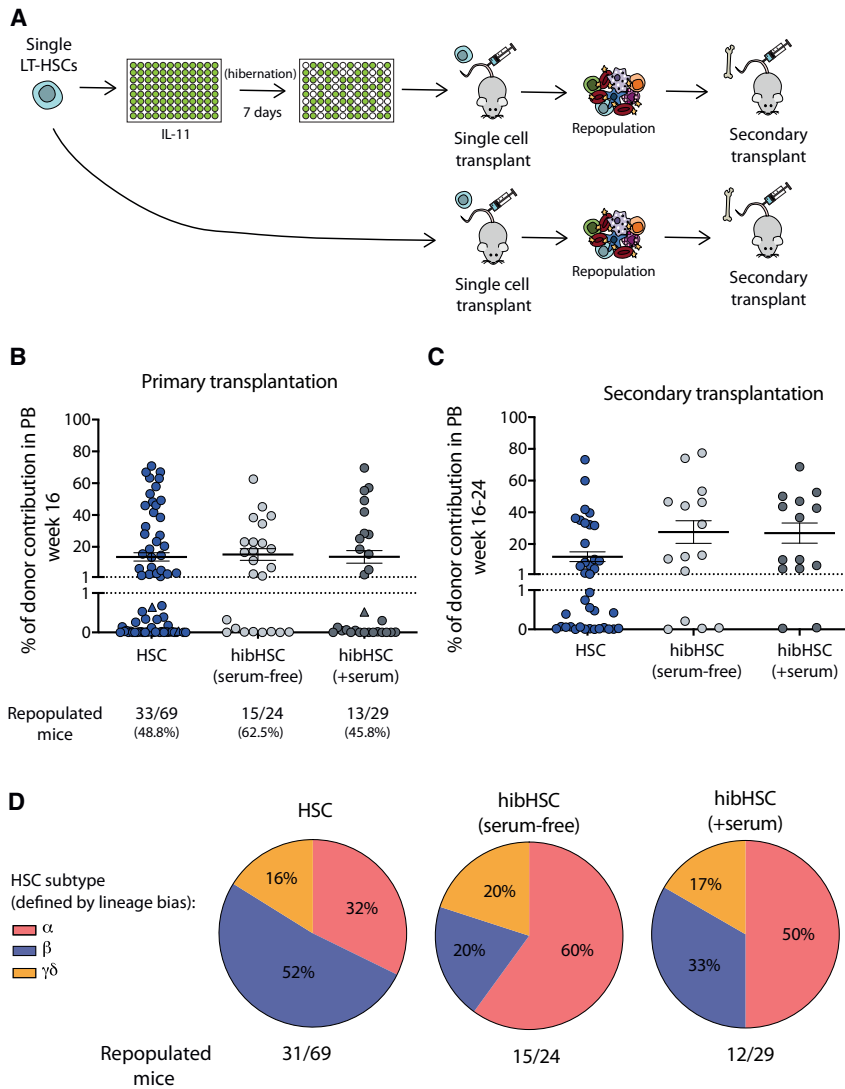 A
Single
LT-HSCs
(hibernation)
7 days
IL-11
Single cell
transplant
Repopulation
Secondary
transplant
Single cell
transplant
Repopulation
Secondary
transplant
B
Primary transplantation
% of donor contribution in PB
week 16
100
80
60
40
20
1
1
0
HSC
hibHSC
(serum-free)
hibHSC
(+serum)
Repopulated
mice
33/69
(48.8%)
15/24
(62.5%)
13/29
(45.8%)
C
Secondary transplantation
% of donor contribution in PB
week 16-24
100
80
60
40
20
1
1
0
HSC
hibHSC
(serum-free)
hibHSC
(+serum)
D
HSC subtype
(defined by lineage bias):
α
β
γδ
HSC
16%
32%
52%
hibHSC
(serum-free)
20%
20%
60%
hibHSC
(+serum)
17%
33%
50%
Repopulated
mice
31/69
15/24
12/29